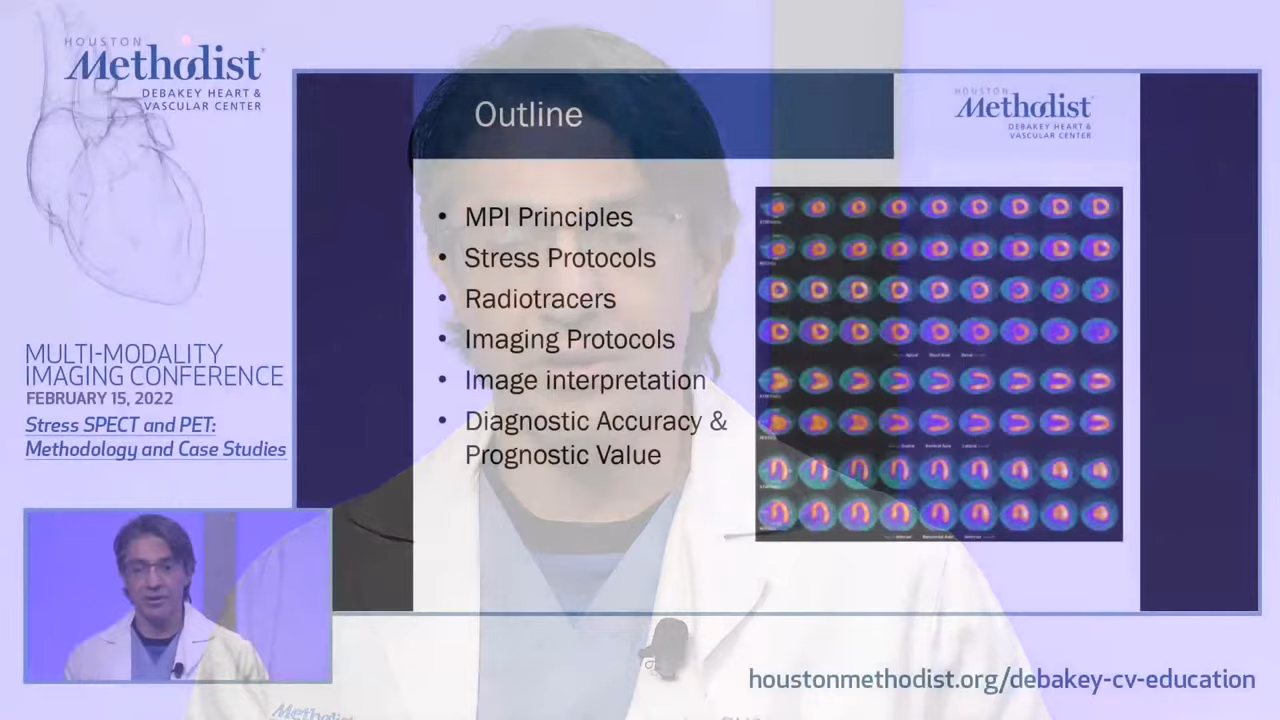 HOUSTON
Methodist
DEBAKEY HEART &
VASCULAR CENTER
MULTI-MODALITY
IMAGING CONFERENCE
FEBRUARY 15, 2022
Stress SPECT and PET:
Methodology and Case Studies
Outline
HOUSTON
Methodist
DEBAKEY HEART &
VASCULAR CENTER
• MPI Principles
• Stress Protocols
• Radiotracers
• Imaging Protocols
• Image interpretation
• Diagnostic Accuracy &
Prognostic Value
Methodist
houstonmethodist.org/debakey-cv-education